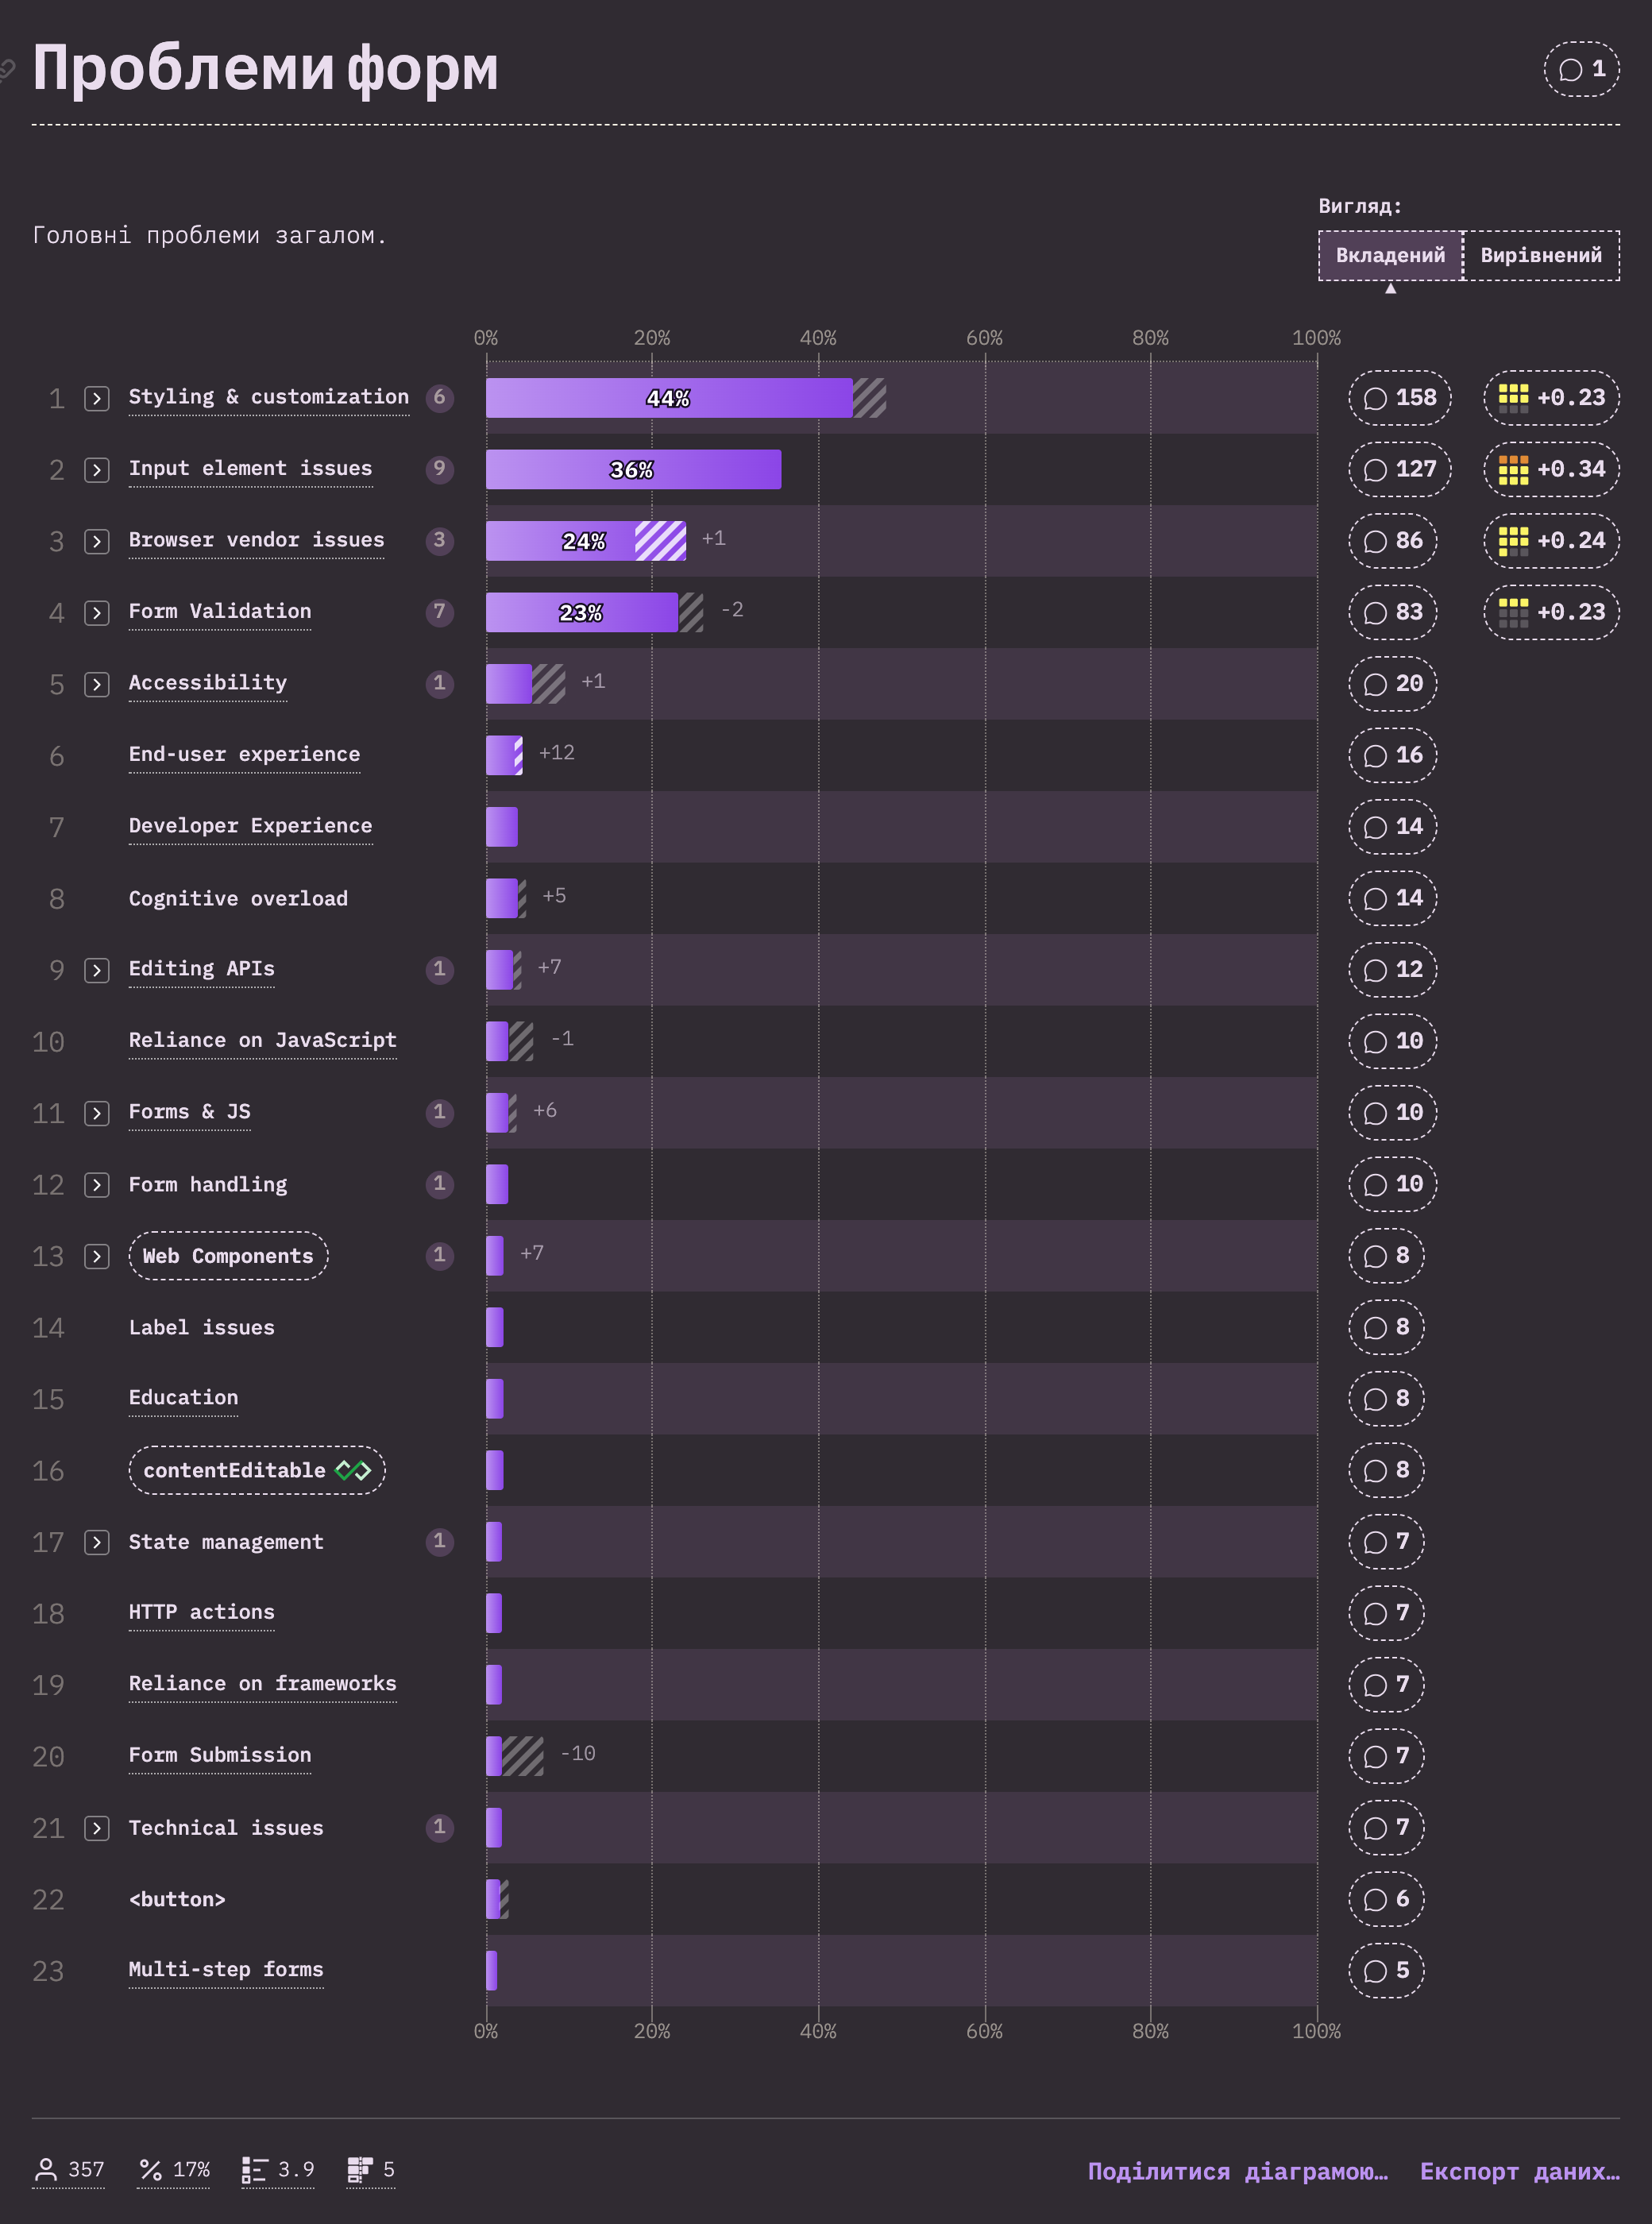 Проблеми форм
1
Головні проблеми загалом.
Вигляд:
Вкладений Вирівнений
0% 20% 40% 60% 80% 100%
1 Styling & customization 6 44% 158 +0.23
2 Input element issues 9 36% 127 +0.34
3 Browser vendor issues 3 24% +1 86 +0.24
4 Form Validation 7 23% -2 83 +0.23
5 Accessibility 1 +1 20
6 End-user experience +12 16
7 Developer Experience 14
8 Cognitive overload +5 14
9 Editing APIs 1 +7 12
10 Reliance on JavaScript -1 10
11 Forms & JS 1 +6 10
12 Form handling 1 10
13 Web Components 1 +7 8
14 Label issues 8
15 Education 8
16 contentEditable 8
17 State management 1 7
18 HTTP actions 7
19 Reliance on frameworks 7
20 Form Submission -10 7
21 Technical issues 1 7
22 <button> 6
23 Multi-step forms 5
0% 20% 40% 60% 80% 100%
357 17% 3.9 5 Поділитися діаграмою… Експорт даних…